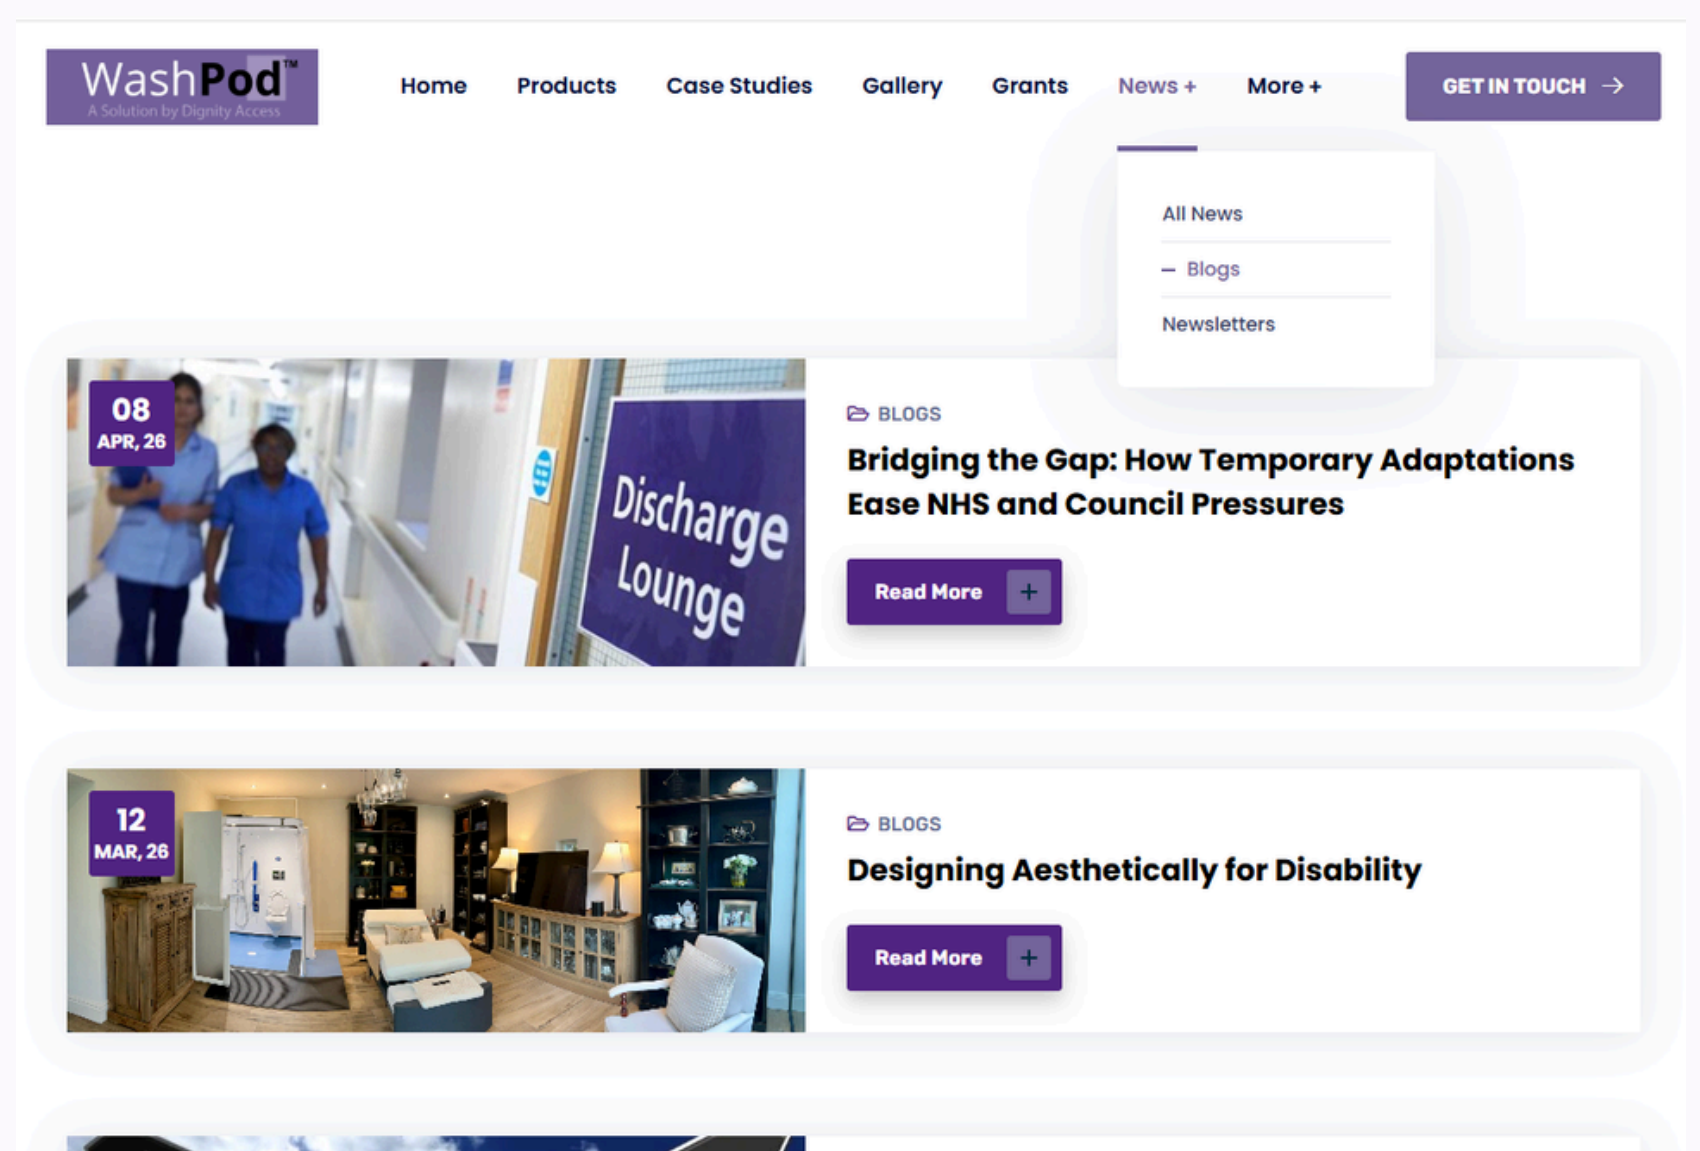 WashPod™
A Solution by Dignity Access
Home
Products
Case Studies
Gallery
Grants
News +
More +
GET IN TOUCH →
All News
Blogs
Newsletters
08
APR, 26
Discharge
Lounge
BLOGS
Bridging the Gap: How Temporary Adaptations
Ease NHS and Council Pressures
Read More +
12
MAR, 26
BLOGS
Designing Aesthetically for Disability
Read More +